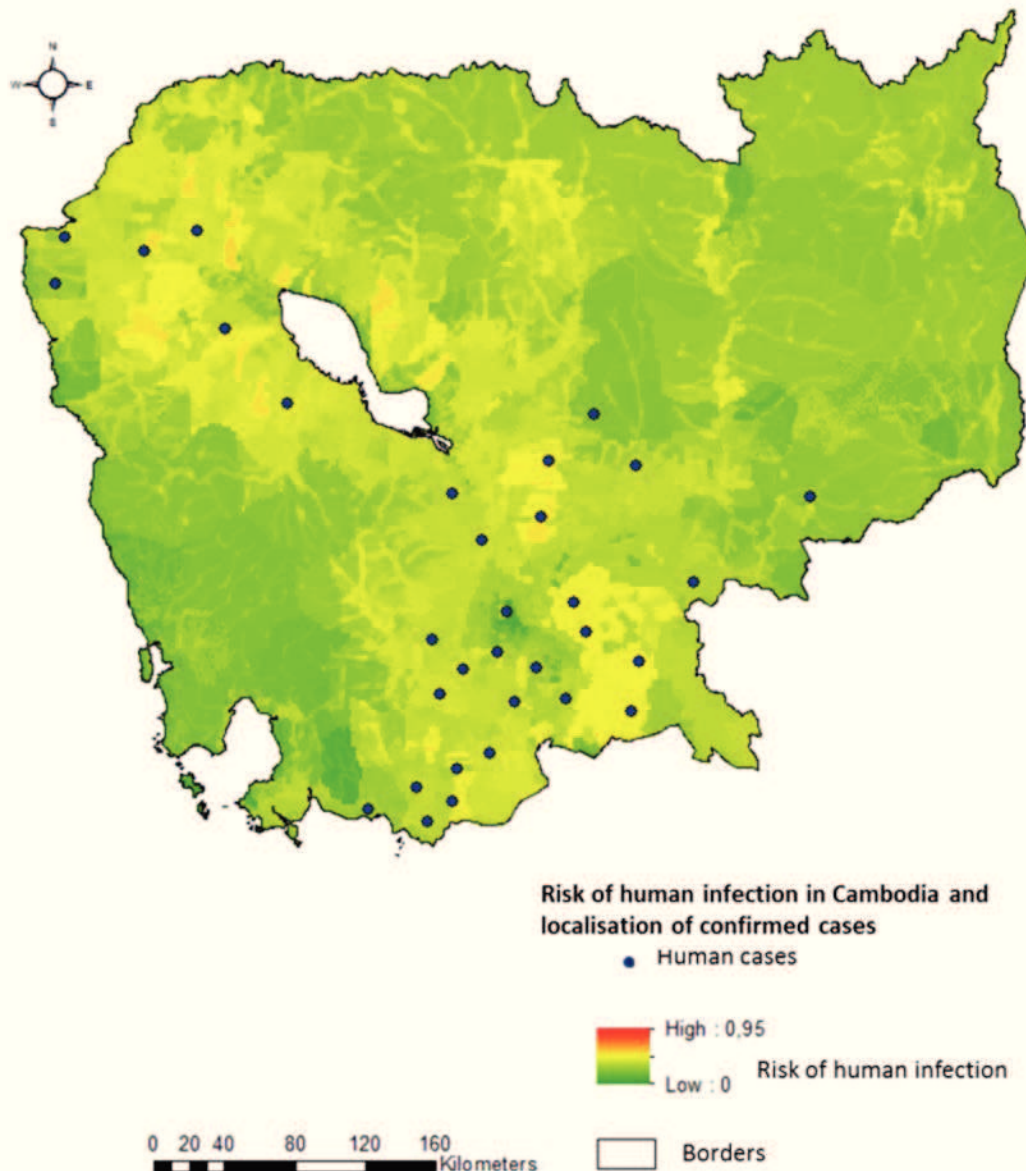 N
W E
S
Risk of human infection in Cambodia and
localisation of confirmed cases
Human cases
High : 0,95
Risk of human infection
Low : 0
Borders
0 20 40 80 120 160
Kilometers